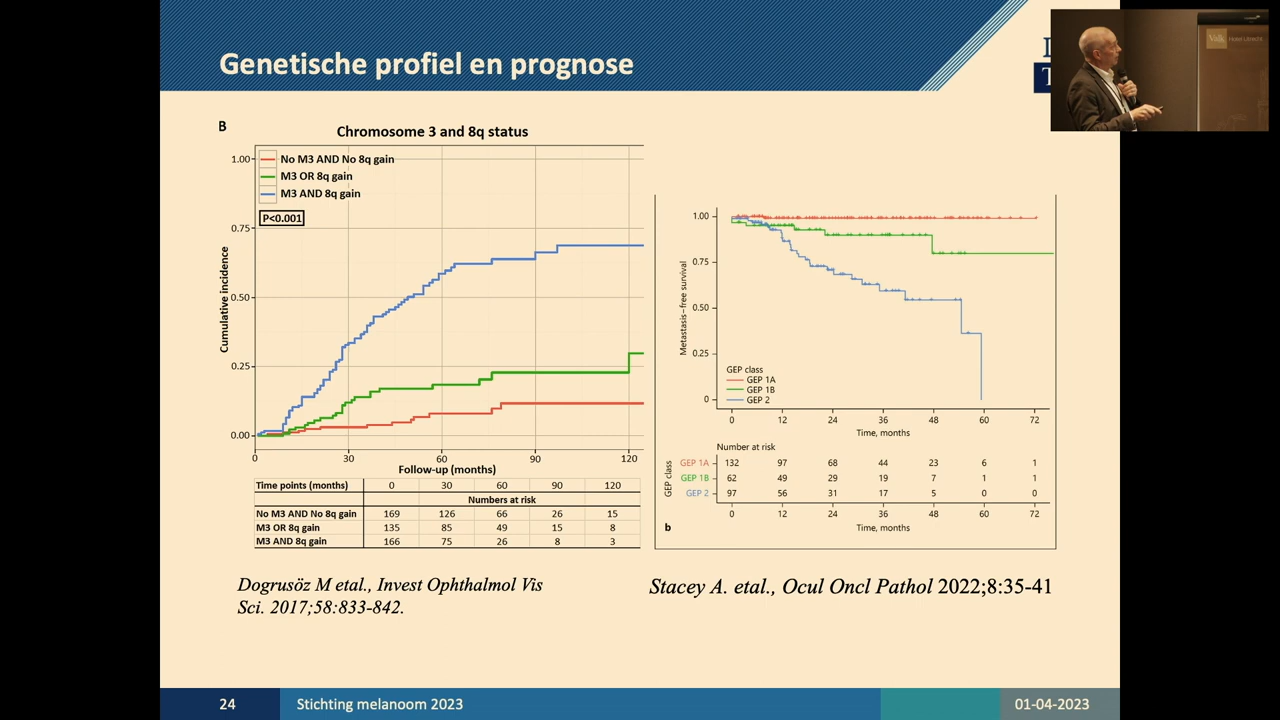 Genetische profiel en prognose
Valk Hotel Utrecht
B
Chromosome 3 and 8q status
No M3 AND No 8q gain
M3 OR 8q gain
M3 AND 8q gain
P<0.001
1.00
0.75
0.50
0.25
0.00
Cumulative incidence
0 30 60 90 120
Follow-up (months)
Time points (months) 0 30 60 90 120
Numbers at risk
No M3 AND No 8q gain 169 126 66 26 15
M3 OR 8q gain 135 85 49 15 8
M3 AND 8q gain 166 75 26 8 3
Dogrusöz M etal., Invest Ophthalmol Vis
Sci. 2017;58:833-842.
1.00
0.75
0.50
0.25
0
Metastasis-free survival
GEP class
GEP 1A
GEP 1B
GEP 2
0 12 24 36 48 60 72
Time, months
Number at risk
GEP class
GEP 1A 132 97 68 44 23 6 1
GEP 1B 62 49 29 19 7 1 1
GEP 2 97 56 31 17 5 0 0
0 12 24 36 48 60 72
Time, months
b
Stacey A. etal., Ocul Oncl Pathol 2022;8:35-41
24
Stichting melanoom 2023
01-04-2023